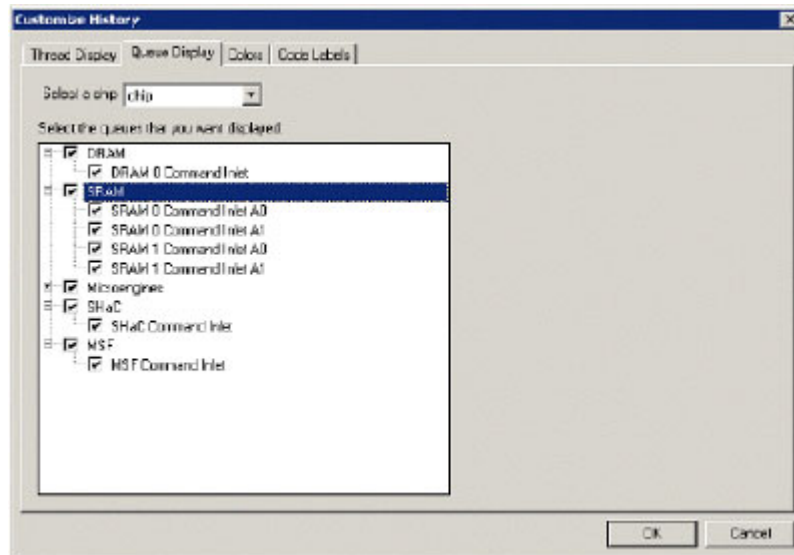 Customize History
Thread Display Queue Display Colors Code Labels
Select a chip chip
Select the queues that you want displayed
DRAM
DRAM 0 Command Inlet
SRAM
SRAM 0 Command Inlet A0
SRAM 0 Command Inlet A1
SRAM 1 Command Inlet A0
SRAM 1 Command Inlet A1
Microengines
SHaC
SHaC Command Inlet
MSF
MSF Command Inlet
OK Cancel